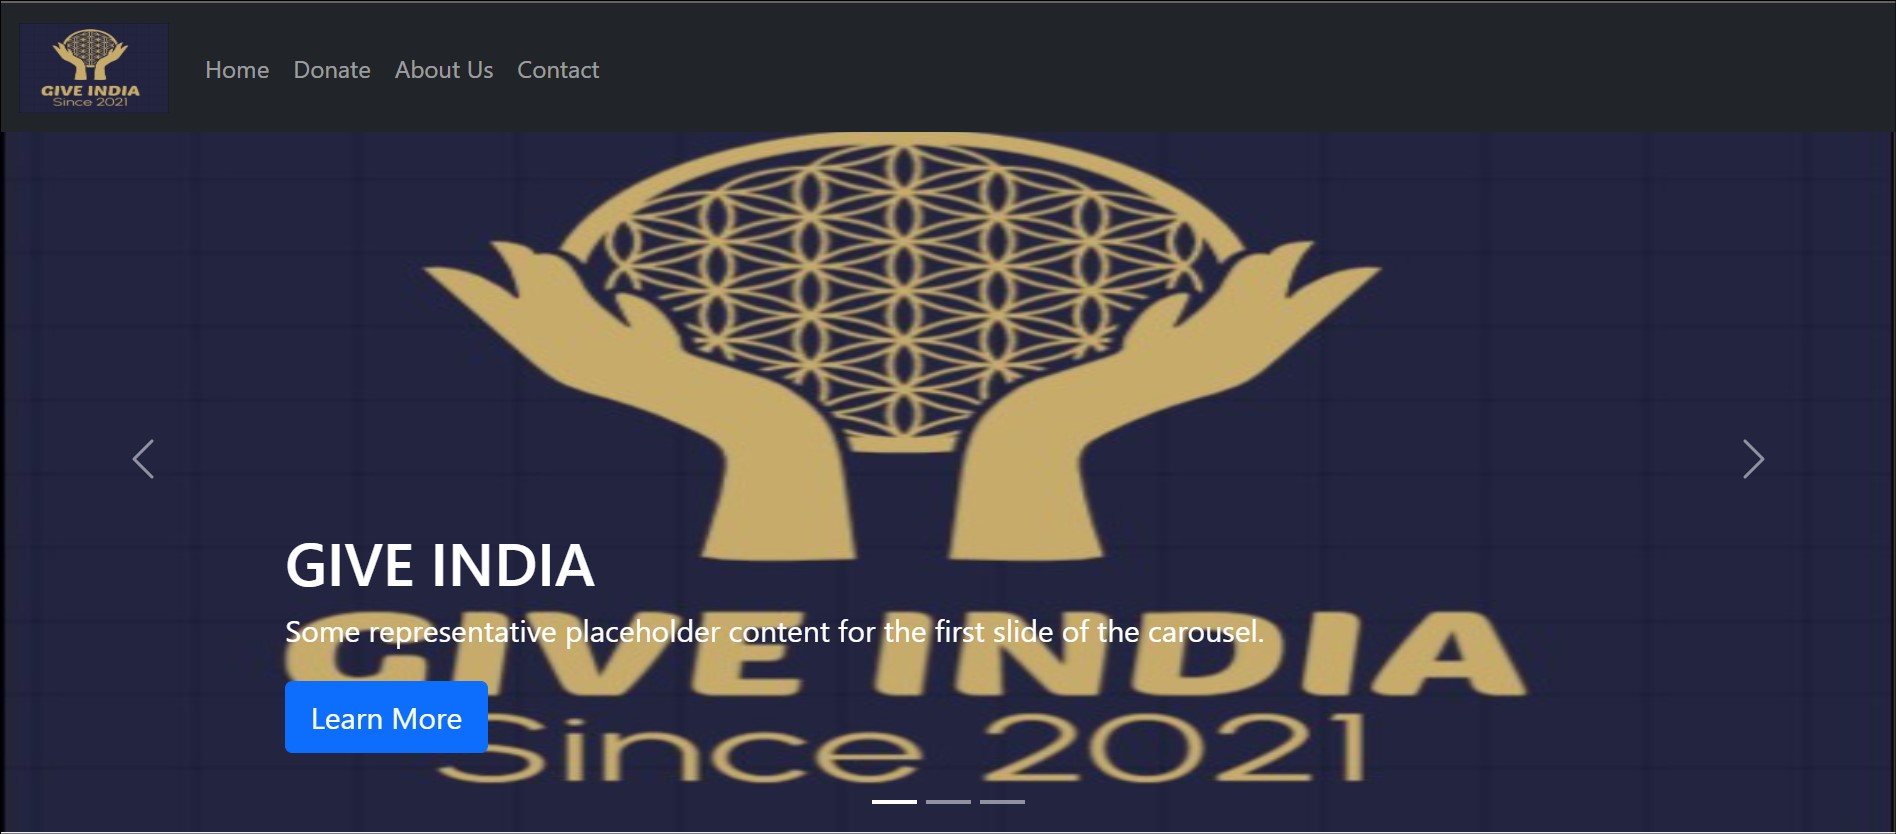 GIVE INDIA
Since 2021
Home Donate About Us Contact
GIVE INDIA
Some representative placeholder content for the first slide of the carousel.
GIVE INDIA
Learn More
Since 2021